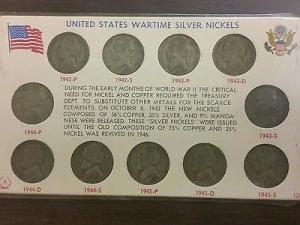 UNITED STATES WARTIME SILVER NICKELS
1942-P
1942-S
1943-P
1943-D
DURING THE EARLY MONTHS OF WORLD WAR II THE CRITICAL
NEED FOR NICKEL AND COPPER REQUIRED THE TREASURY
DEPT. TO SUBSTITUTE OTHER METALS FOR THE SCARCE
ELEMENTS. ON OCTOBER 8, 1942 THE NEW NICKELS
COMPOSED OF 56% COPPER, 35% SILVER, AND 9% MANGA-
NESE WERE RELEASED. THESE "SILVER NICKELS" WERE ISSUED
UNTIL THE OLD COMPOSITION OF 75% COPPER AND 25%
NICKEL WAS REVIVED IN 1946.
1944-P
1943-S
1944-D
1944-S
1945-P
1945-D
1945-S
A